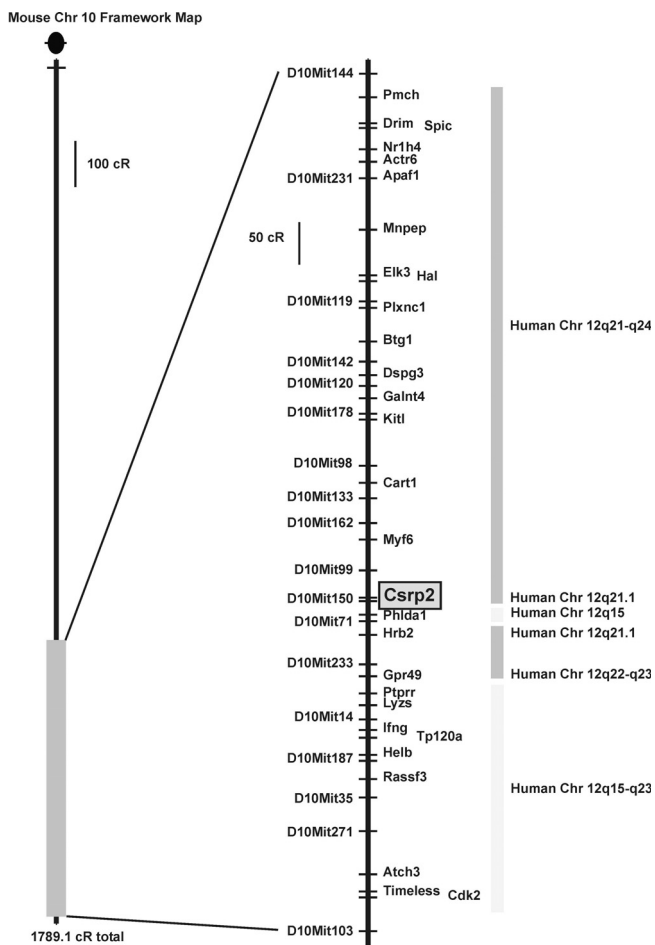 Mouse Chr 10 Framework Map
100 cR
1789.1 cR total
50 cR
D10Mit144
Pmch
Drim Spic
Nr1h4
Actr6
D10Mit231 Apaf1
Mnpep
Elk3 Hal
D10Mit119
Plxnc1
Btg1
D10Mit142
Dspg3
D10Mit120
Galnt4
D10Mit178
Kitl
D10Mit98
Cart1
D10Mit133
D10Mit162
Myf6
D10Mit99
D10Mit150 Csrp2
Phlda1
D10Mit71
Hrb2
D10Mit233
Gpr49
Ptprr
Lyzs
D10Mit14
Ifng Tp120a
D10Mit187 Helb
Rassf3
D10Mit35
D10Mit271
Atch3
Timeless Cdk2
D10Mit103
Human Chr 12q21-q24
Human Chr 12q21.1
Human Chr 12q15
Human Chr 12q21.1
Human Chr 12q22-q23
Human Chr 12q15-q23